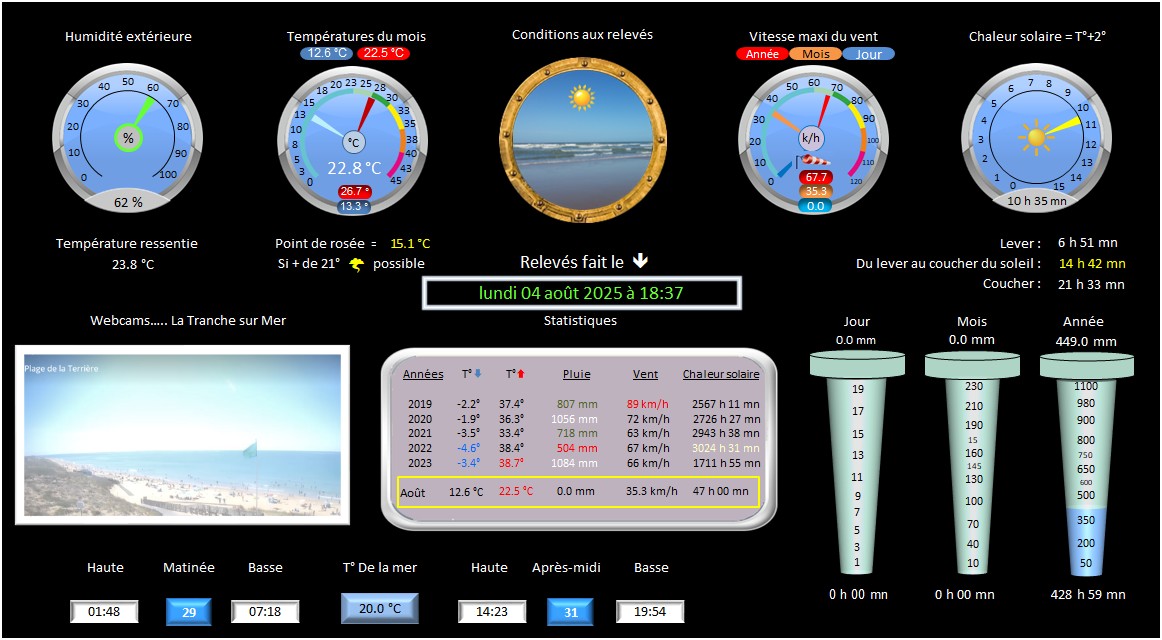 Humidité extérieure
Températures du mois
12.6 °C 22.5 °C
Conditions aux relevés
Vitesse maxi du vent
Année Mois Jour
Chaleur solaire = T°+2°
0 10 20 30 40 50 60 70 80 90 100
%
62 %
0 3 5 8 10 13 15 18 20 23 25 28 30 33 35 38 40 43 45
°C
22.8 °C
26.7 °
13.3 °
0 10 20 30 40 50 60 70 80 90 100 110 120
k/h
67.7
35.3
0.0
0 1 2 3 4 5 6 7 8 9 10 11 12 13 14 15
10 h 35 mn
Température ressentie
23.8 °C
Point de rosée = 15.1 °C
Si + de 21° possible
Relevés fait le
lundi 04 août 2025 à 18:37
Lever : 6 h 51 mn
Du lever au coucher du soleil : 14 h 42 mn
Coucher : 21 h 33 mn
Webcams..... La Tranche sur Mer
Plage de la Terrière
Statistiques
Années T° T° Pluie Vent Chaleur solaire
2019 -2.2° 37.4° 807 mm 89 km/h 2567 h 11 mn
2020 -1.9° 36.3° 1056 mm 72 km/h 2726 h 27 mn
2021 -3.5° 33.4° 718 mm 63 km/h 2943 h 38 mn
2022 -4.6° 38.4° 504 mm 67 km/h 3024 h 31 mn
2023 -3.4° 38.7° 1084 mm 66 km/h 1711 h 55 mn
Août 12.6 °C 22.5 °C 0.0 mm 35.3 km/h 47 h 00 mn
Jour
0.0 mm
19
17
15
13
11
9
7
5
3
1
0 h 00 mn
Mois
0.0 mm
230
210
190
15
160
145
130
100
70
40
10
0 h 00 mn
Année
449.0 mm
1100
980
900
800
750
650
600
500
350
200
50
428 h 59 mn
Haute Matinée Basse
01:48 29 07:18
T° De la mer
20.0 °C
Haute Après-midi Basse
14:23 31 19:54